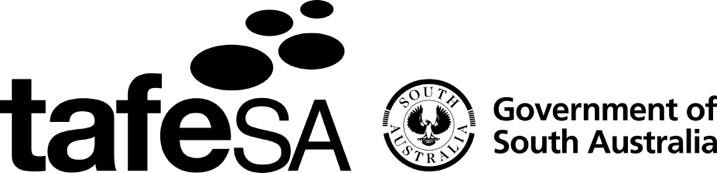 tafeSA
SOUTH
AUSTRALIA
Government of
South Australia